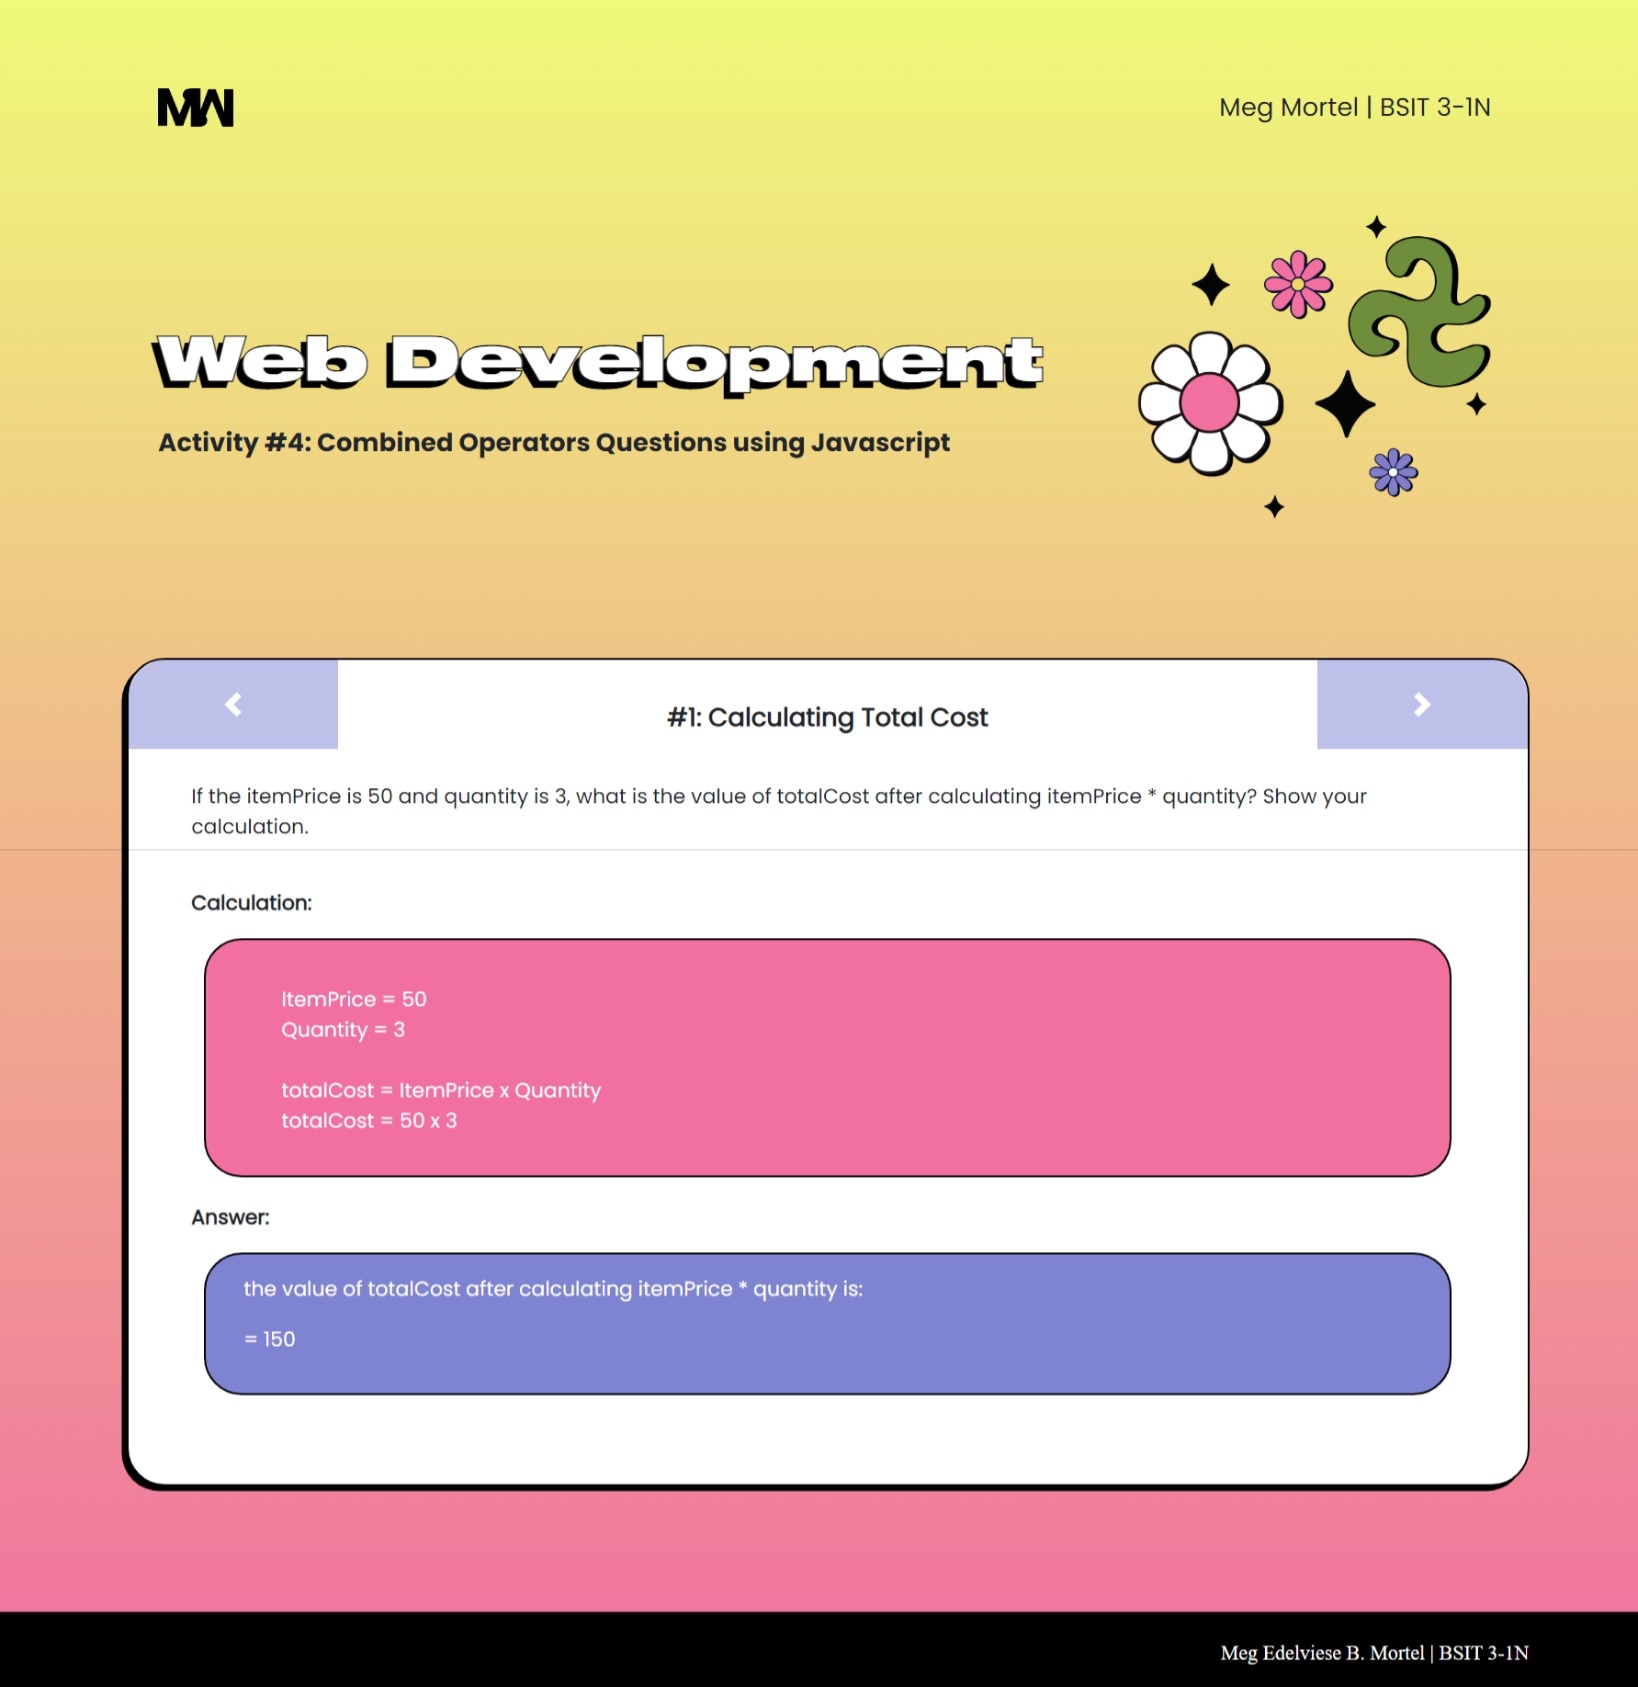 Meg Mortel | BSIT 3-1N
Web Development
Activity #4: Combined Operators Questions using Javascript
#1: Calculating Total Cost
If the itemPrice is 50 and quantity is 3, what is the value of totalCost after calculating itemPrice * quantity? Show your
calculation.
Calculation:
ItemPrice = 50
Quantity = 3
totalCost = ItemPrice x Quantity
totalCost = 50 x 3
Answer:
the value of totalCost after calculating itemPrice * quantity is:
= 150
Meg Edelviese B. Mortel | BSIT 3-1N